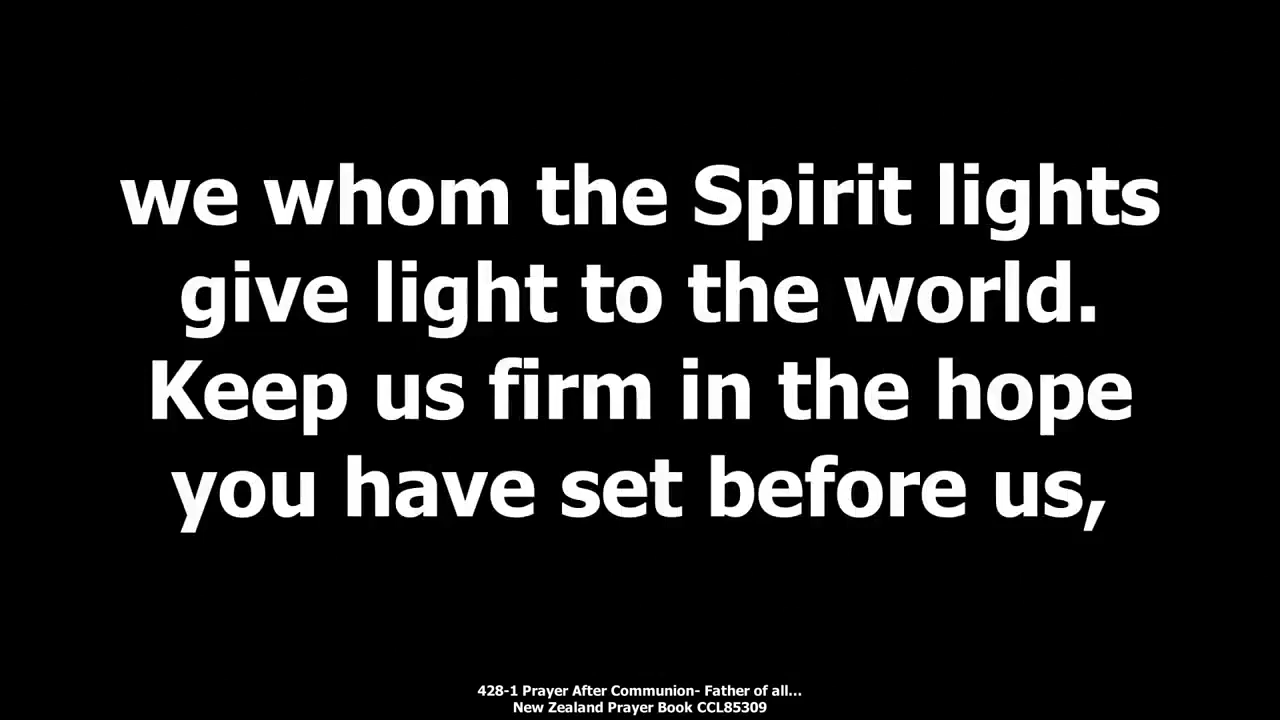 we whom the Spirit lights
give light to the world.
Keep us firm in the hope
you have set before us,
428-1 Prayer After Communion- Father of all...
New Zealand Prayer Book CCL85309